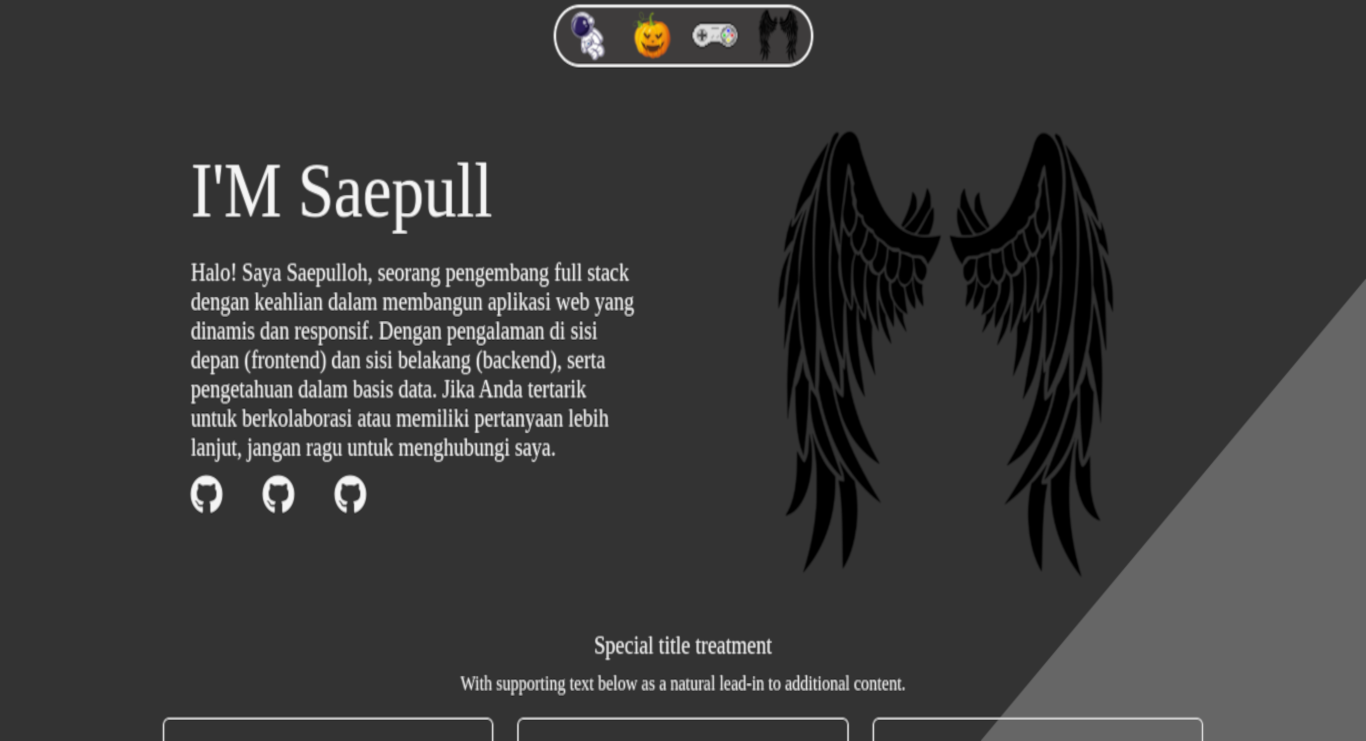 I'M Saepull
Halo! Saya Saepulloh, seorang pengembang full stack
dengan keahlian dalam membangun aplikasi web yang
dinamis dan responsif. Dengan pengalaman di sisi
depan (frontend) dan sisi belakang (backend), serta
pengetahuan dalam basis data. Jika Anda tertarik
untuk berkolaborasi atau memiliki pertanyaan lebih
lanjut, jangan ragu untuk menghubungi saya.
Special title treatment
With supporting text below as a natural lead-in to additional content.